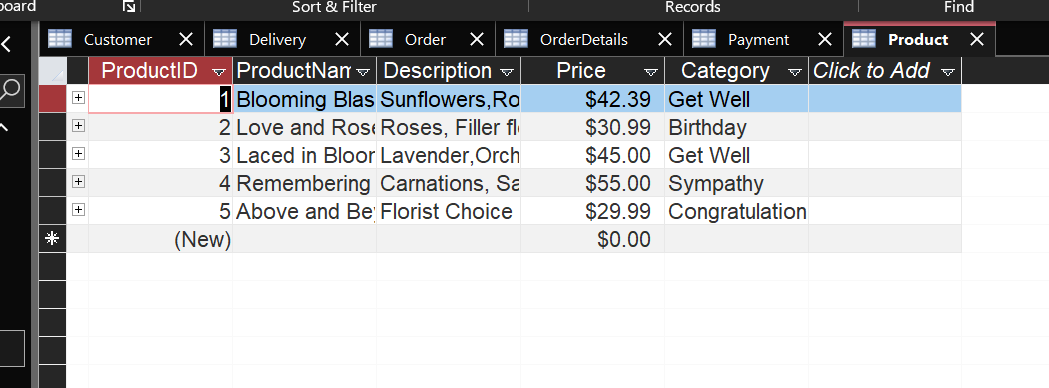 board Sort & Filter Records Find
Customer Delivery Order OrderDetails Payment Product
ProductID ProductNam Description Price Category Click to Add
1 Blooming Blas Sunflowers,Ro $42.39 Get Well
2 Love and Rose Roses, Filler fl $30.99 Birthday
3 Laced in Bloor Lavender,Orch $45.00 Get Well
4 Remembering Carnations, Sa $55.00 Sympathy
5 Above and Be Florist Choice $29.99 Congratulation
(New) $0.00